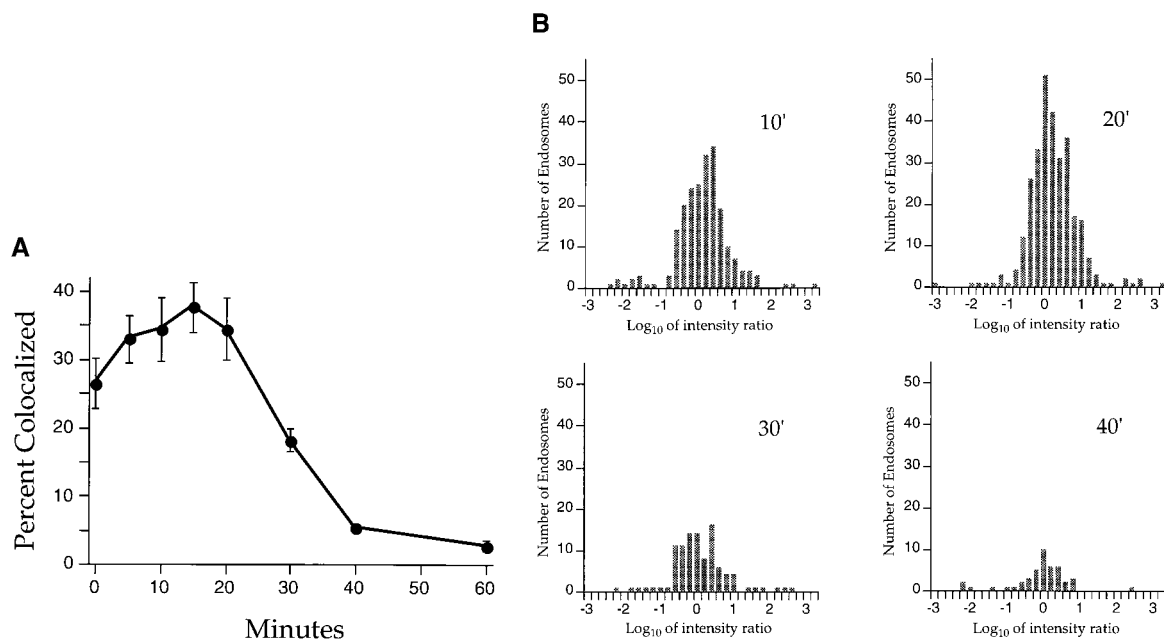 A
Percent Colocalized
40
30
20
10
0
0 10 20 30 40 50 60
Minutes
B
Number of Endosomes
50
40
30
20
10
0
10'
-3 -2 -1 0 1 2 3
Log10 of intensity ratio
Number of Endosomes
50
40
30
20
10
0
20'
-3 -2 -1 0 1 2 3
Log10 of intensity ratio
Number of Endosomes
50
40
30
20
10
0
30'
-3 -2 -1 0 1 2 3
Log10 of intensity ratio
Number of Endosomes
50
40
30
20
10
0
40'
-3 -2 -1 0 1 2 3
Log10 of intensity ratio